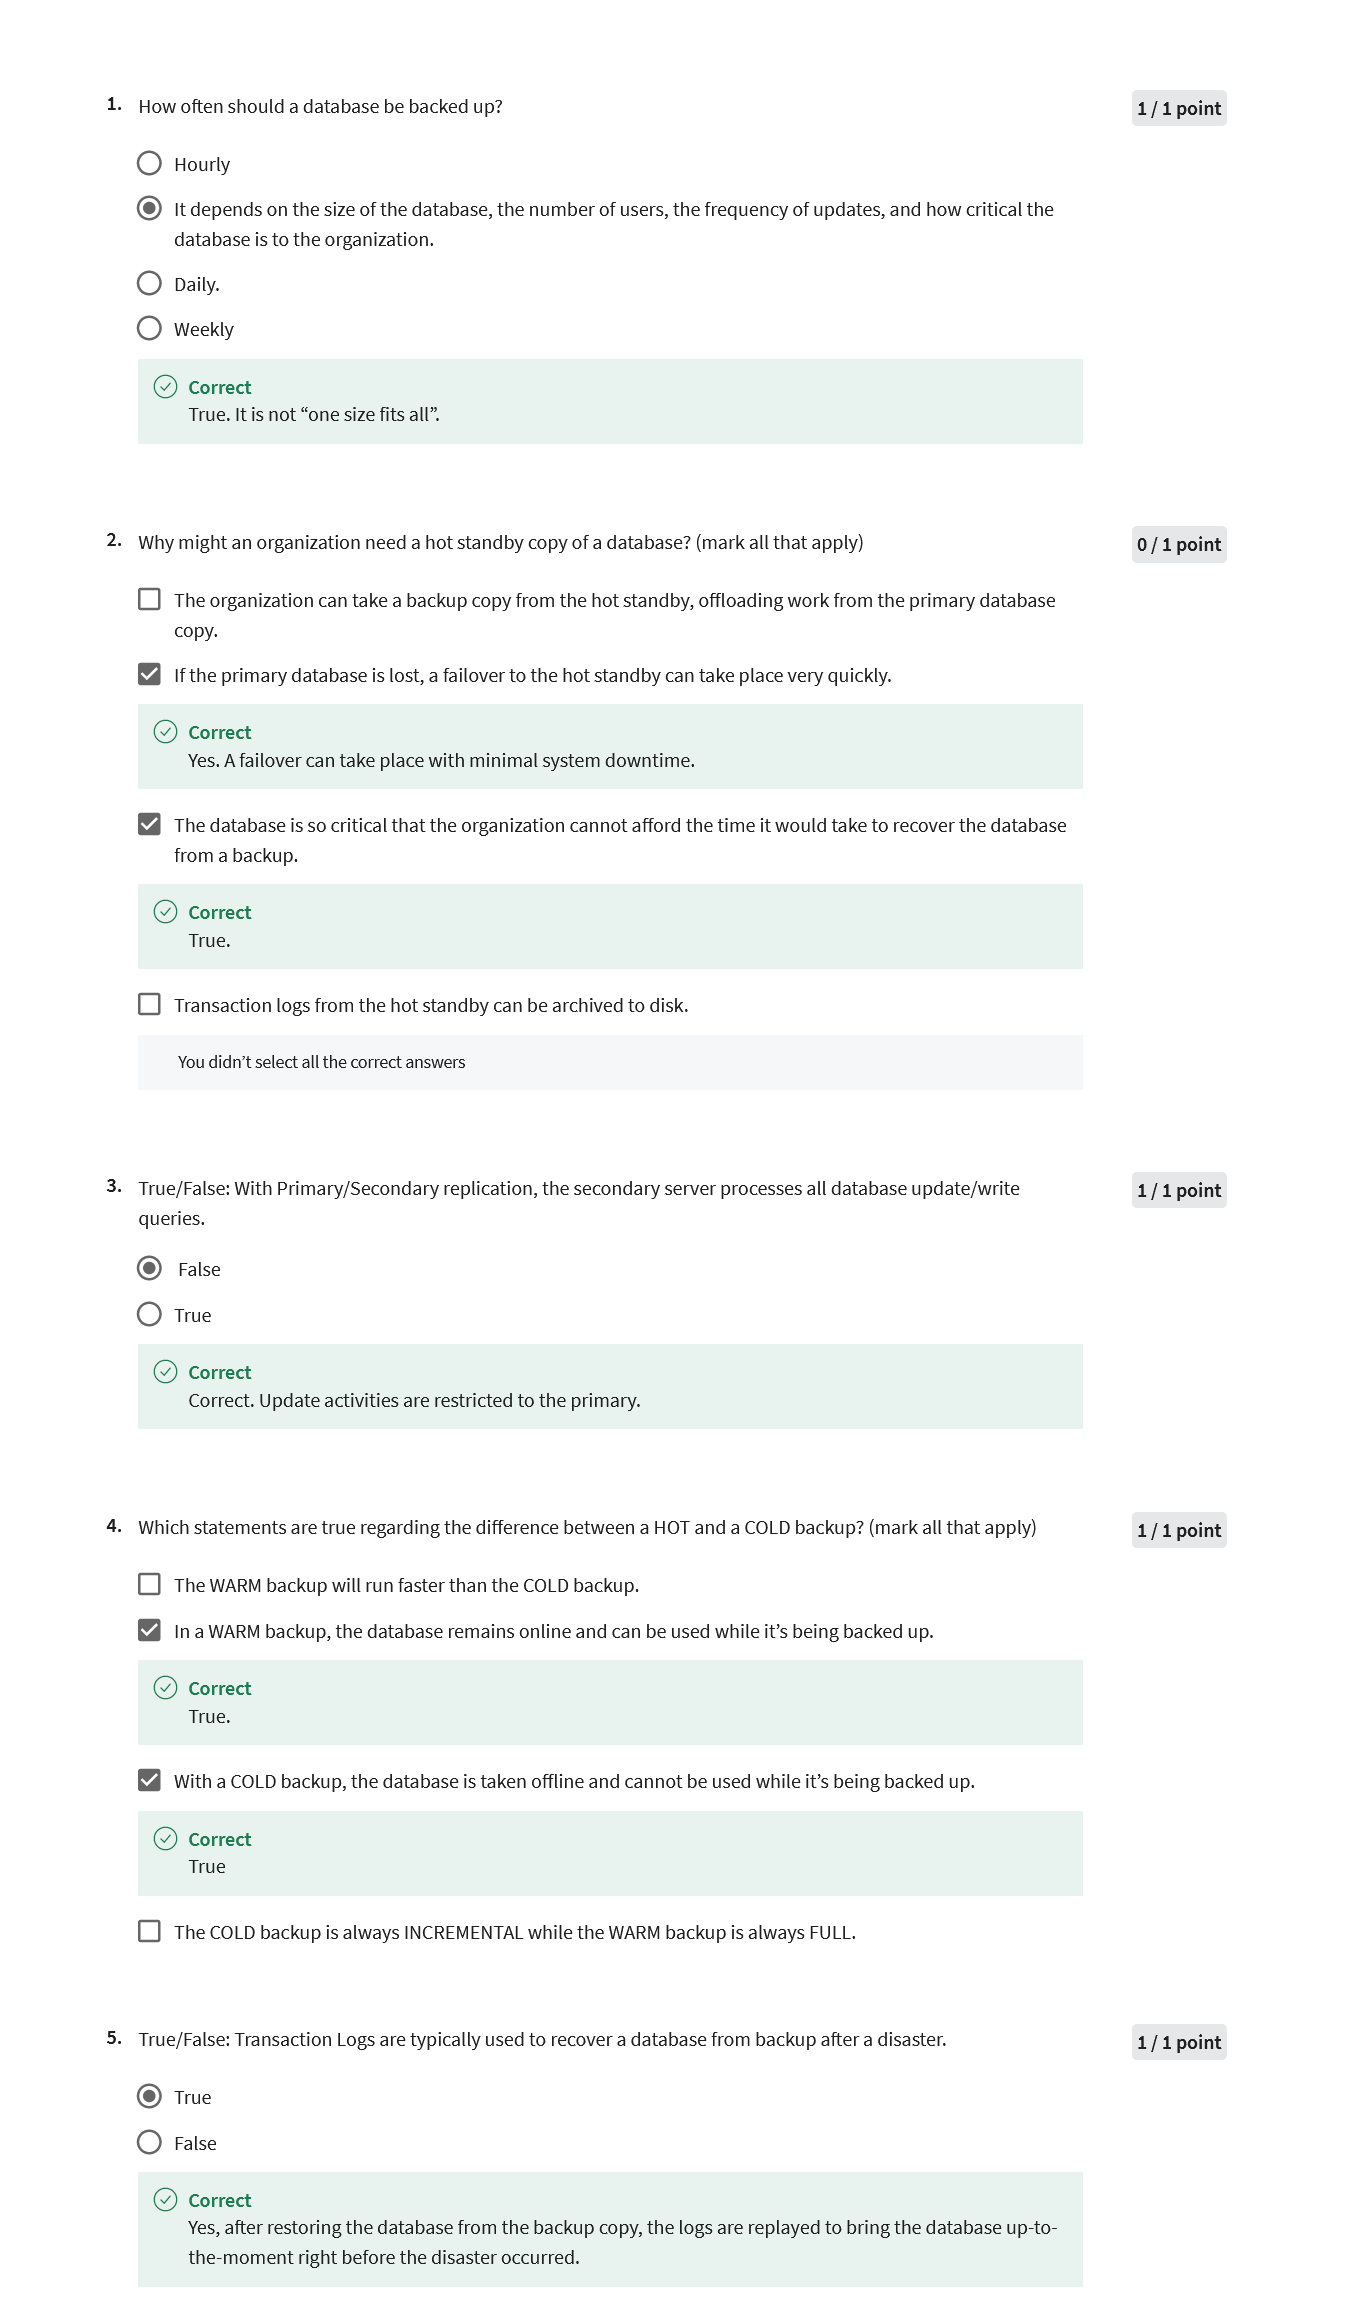 1. How often should a database be backed up?
1 / 1 point
Hourly
It depends on the size of the database, the number of users, the frequency of updates, and how critical the
database is to the organization.
Daily.
Weekly
Correct
True. It is not “one size fits all”.
2. Why might an organization need a hot standby copy of a database? (mark all that apply)
0 / 1 point
The organization can take a backup copy from the hot standby, offloading work from the primary database
copy.
If the primary database is lost, a failover to the hot standby can take place very quickly.
Correct
Yes. A failover can take place with minimal system downtime.
The database is so critical that the organization cannot afford the time it would take to recover the database
from a backup.
Correct
True.
Transaction logs from the hot standby can be archived to disk.
You didn’t select all the correct answers
3. True/False: With Primary/Secondary replication, the secondary server processes all database update/write
queries.
1 / 1 point
False
True
Correct
Correct. Update activities are restricted to the primary.
4. Which statements are true regarding the difference between a HOT and a COLD backup? (mark all that apply)
1 / 1 point
The WARM backup will run faster than the COLD backup.
In a WARM backup, the database remains online and can be used while it’s being backed up.
Correct
True.
With a COLD backup, the database is taken offline and cannot be used while it’s being backed up.
Correct
True
The COLD backup is always INCREMENTAL while the WARM backup is always FULL.
5. True/False: Transaction Logs are typically used to recover a database from backup after a disaster.
1 / 1 point
True
False
Correct
Yes, after restoring the database from the backup copy, the logs are replayed to bring the database up-to-
the-moment right before the disaster occurred.